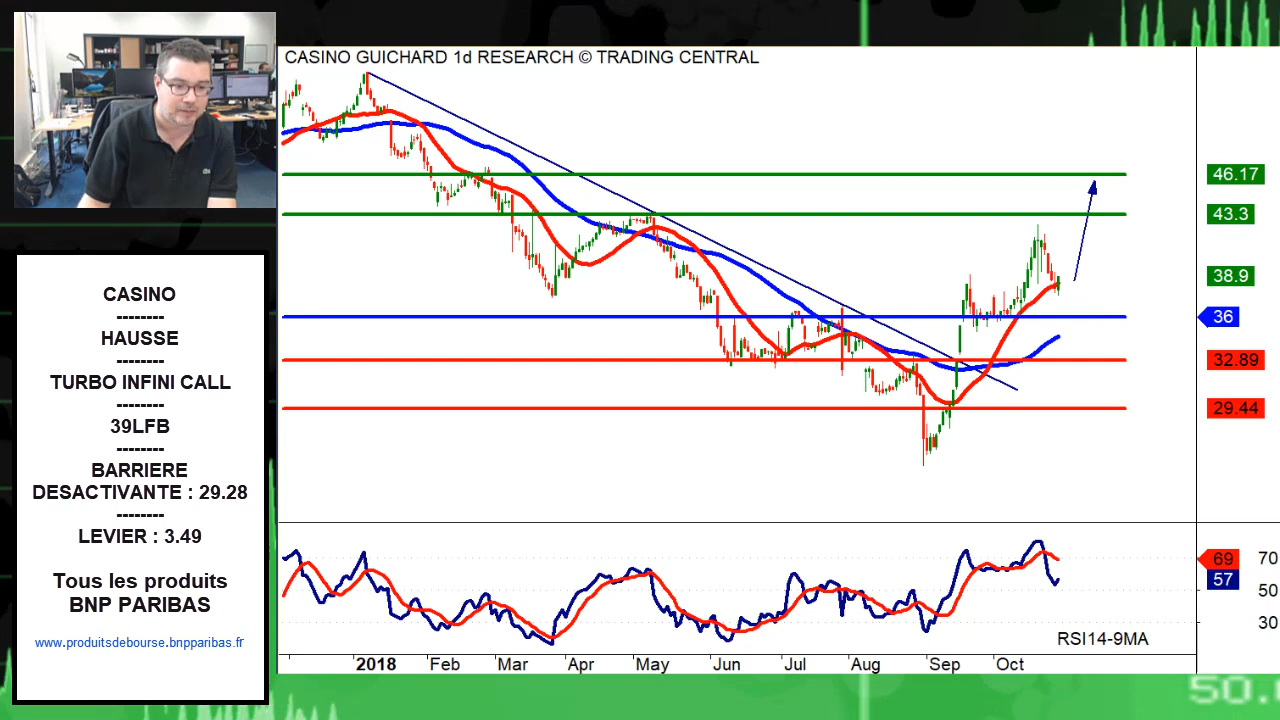 CASINO GUICHARD 1d RESEARCH © TRADING CENTRAL
46.17
43.3
38.9
36
32.89
29.44
CASINO
--------
HAUSSE
--------
TURBO INFINI CALL
--------
39LFB
--------
BARRIERE
DESACTIVANTE : 29.28
--------
LEVIER : 3.49
Tous les produits
BNP PARIBAS
www.produitsdebourse.bnpparibas.fr
69
57
70
50
30
RSI14-9MA
2018 Feb Mar Apr May Jun Jul Aug Sep Oct